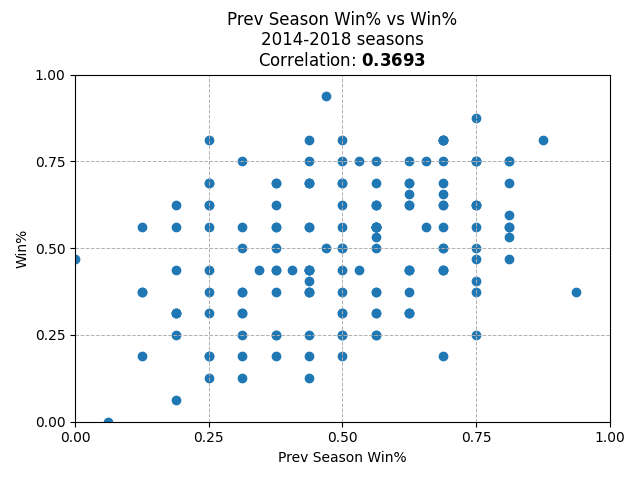 Prev Season Win% vs Win%
2014-2018 seasons
Correlation: 0.3693
1.00
0.75
0.50
0.25
0.00
Win%
0.00 0.25 0.50 0.75 1.00
Prev Season Win%